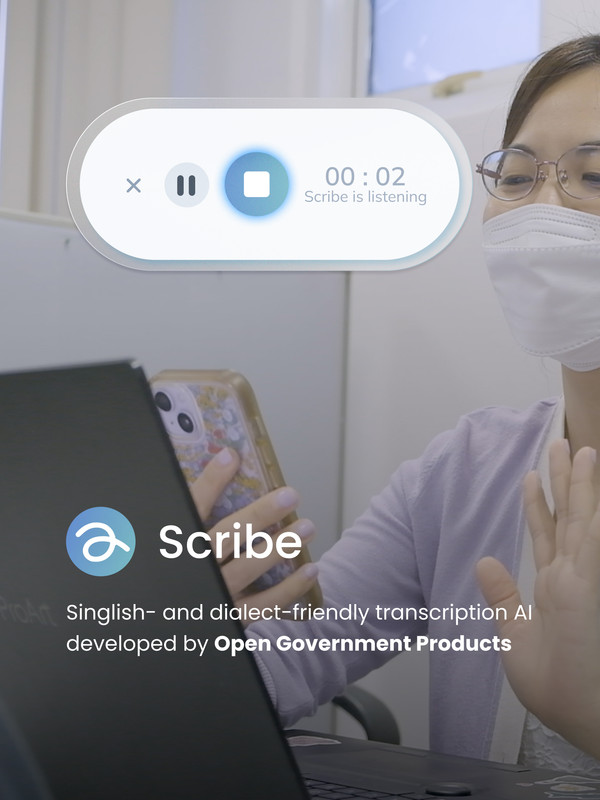 00 : 02
Scribe is listening
Scribe
Singlish- and dialect-friendly transcription AI
developed by Open Government Products